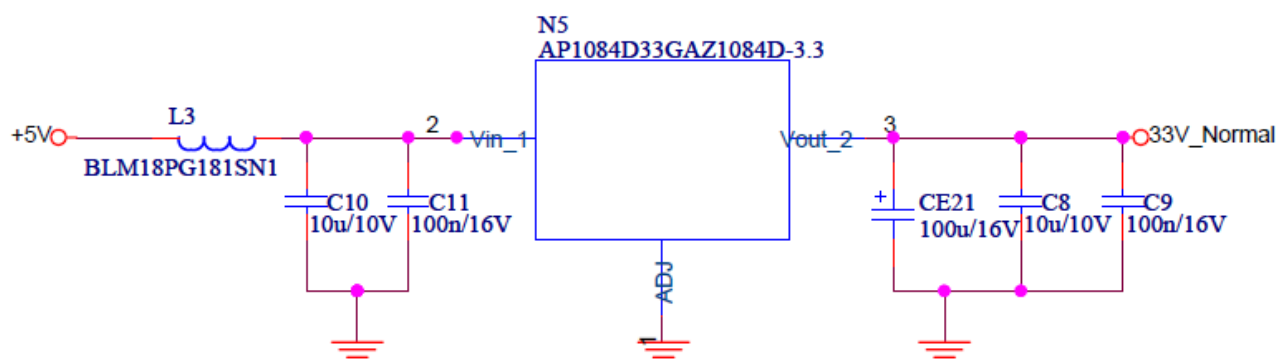 N5
AP1084D33GAZ1084D-3.3
L3
+5V
2
Vin_1
Vout_2
3
33V_Normal
BLM18PG181SN1
C10
10u/10V
C11
100n/16V
+
CE21
100u/16V
C8
10u/10V
C9
100n/16V
ADJ
1